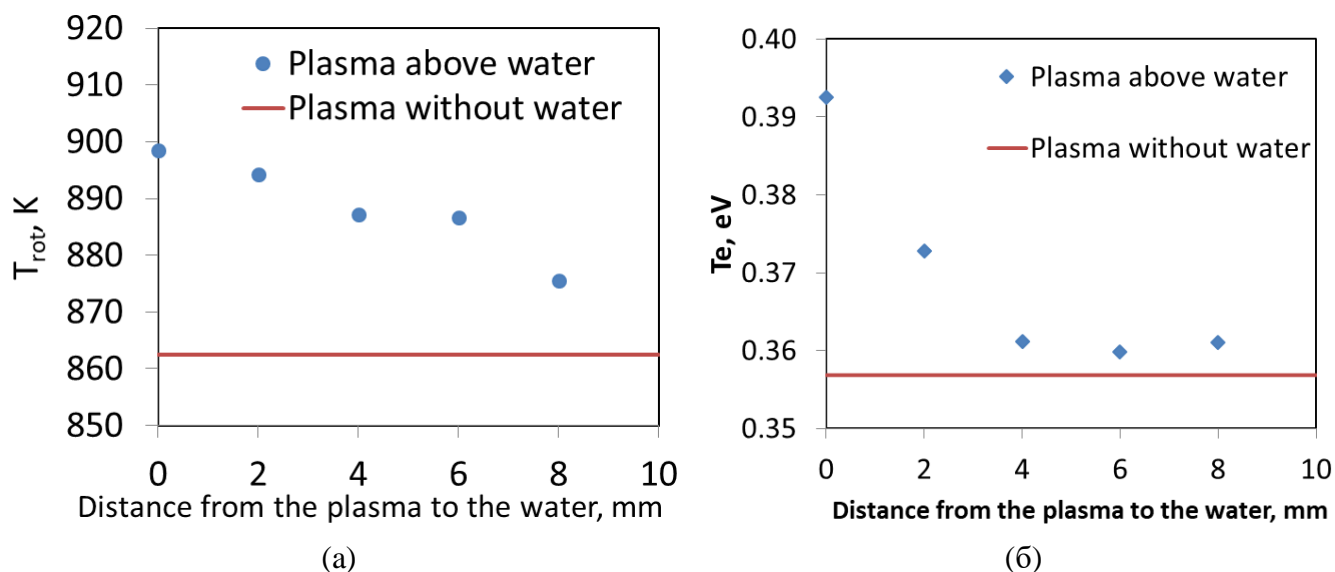 920
910
900
890
880
870
860
850
T_rot, K
Plasma above water
Plasma without water
0 2 4 6 8 10
Distance from the plasma to the water, mm
(а)
0.40
0.39
0.38
0.37
0.36
0.35
Te, eV
Plasma above water
Plasma without water
0 2 4 6 8 10
Distance from the plasma to the water, mm
(б)